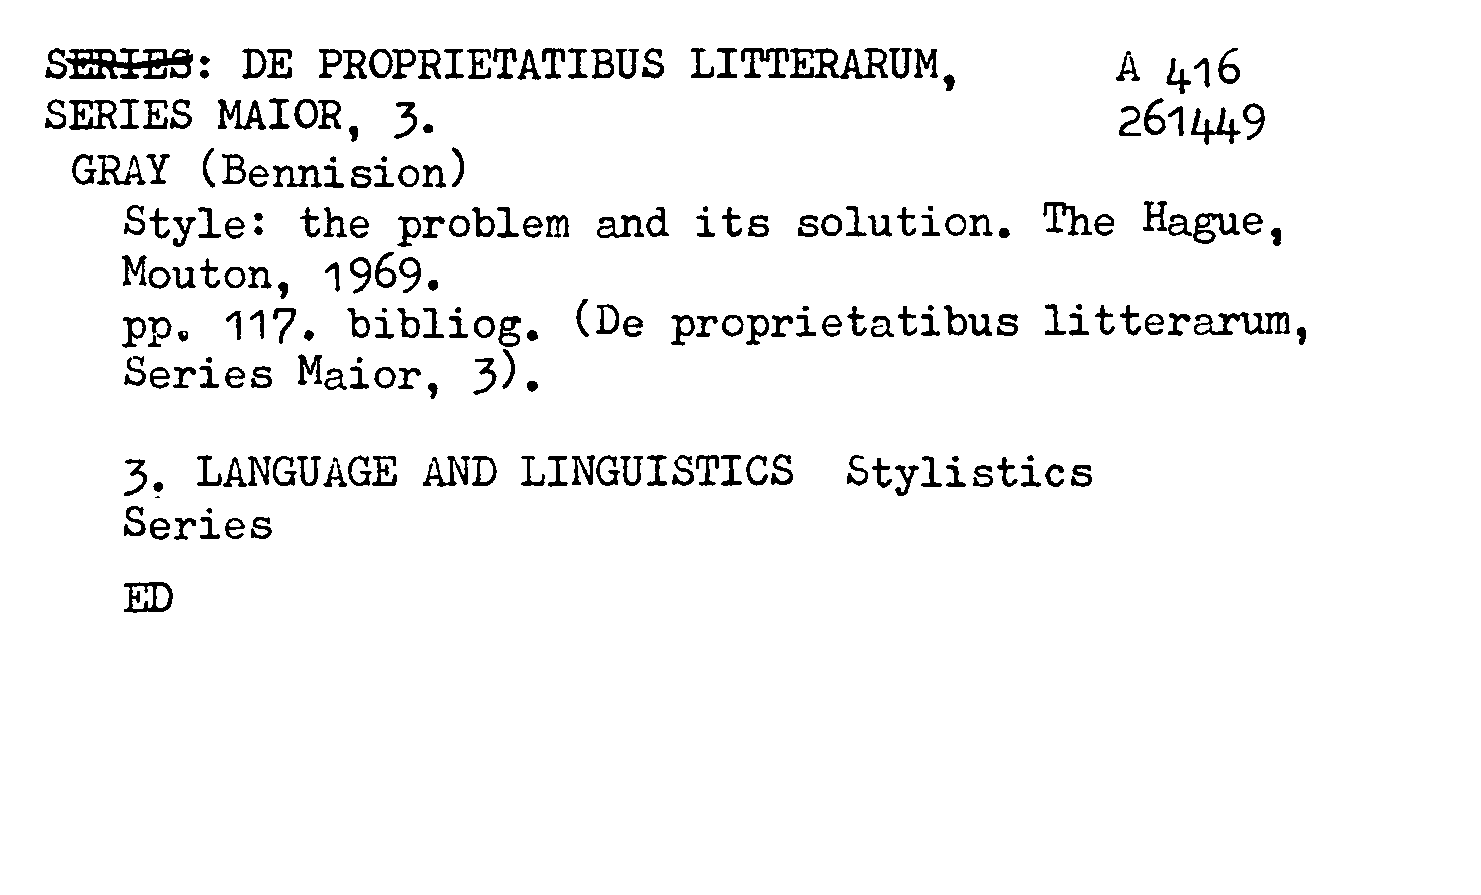 SERIES: DE PROPRIETATIBUS LITTERARUM, A 416
SERIES MAIOR, 3. 261449
GRAY (Bennision)
Style: the problem and its solution. The Hague,
Mouton, 1969.
pp. 117. bibliog. (De proprietatibus litterarum,
Series Maior, 3).
3. LANGUAGE AND LINGUISTICS Stylistics
Series
ED